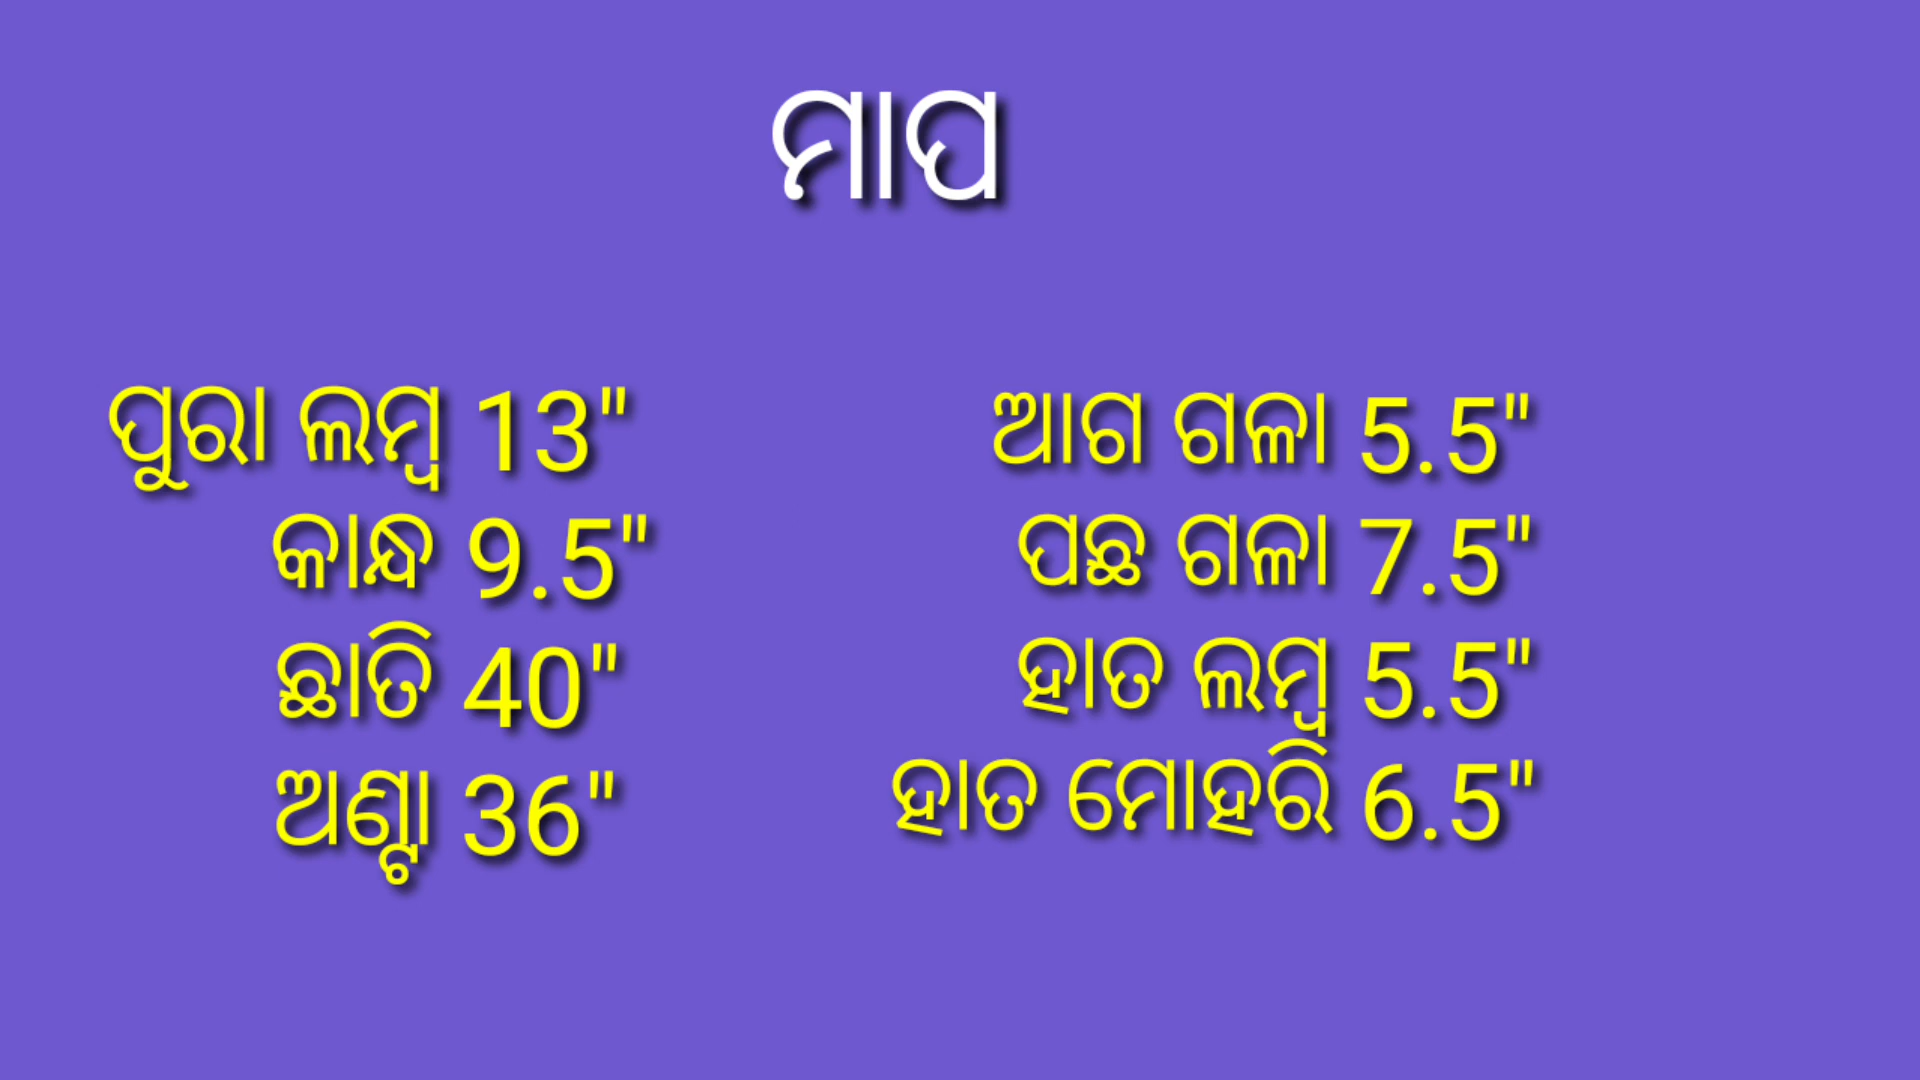 ମାପ
ପୁରା ଲମ୍ବ 13"
କାନ୍ଧ 9.5"
ଛାତି 40"
ଅଣ୍ଟା 36"
ଆଗ ଗଳା 5.5"
ପଛ ଗଳା 7.5"
ହାତ ଲମ୍ବ 5.5"
ହାତ ମୋହରି 6.5"